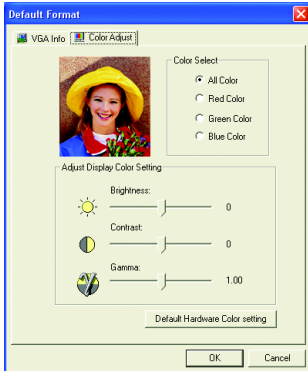 Default Format
VGA Info
Color Adjust
Color Select
All Color
Red Color
Green Color
Blue Color
Adjust Display Color Setting
Brightness:
0
Contrast:
0
Gamma:
1.00
Default Hardware Color setting
OK
Cancel